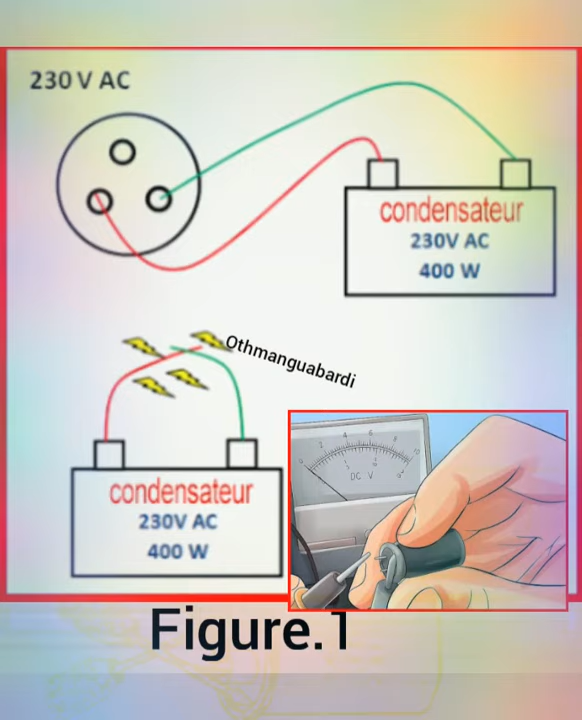 230 V AC
condensateur
230V AC
400 W
Othmanguabardi
condensateur
230V AC
400 W
DC V
Figure.1